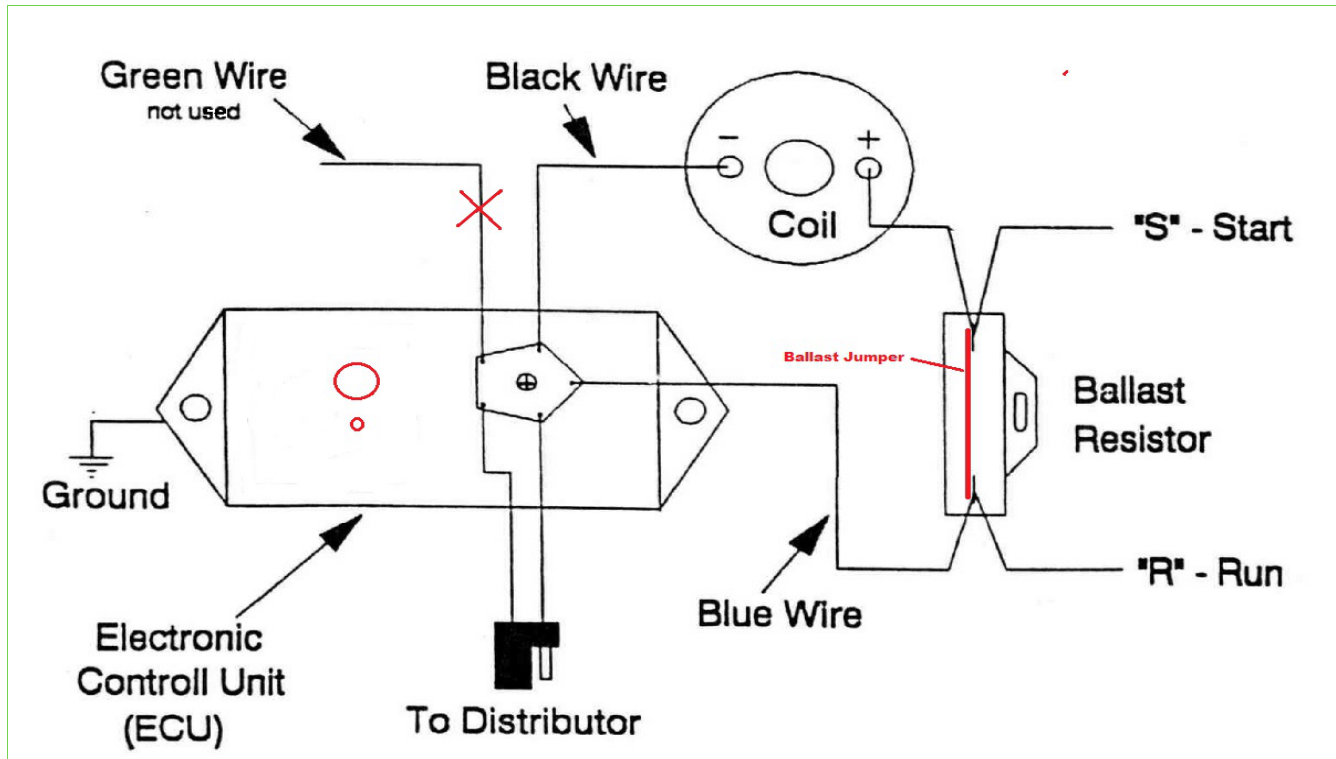 Green Wire
not used
Black Wire
-
+
Coil
"S" - Start
Ballast Jumper
Ballast
Resistor
Ground
"R" - Run
Blue Wire
Electronic
Controll Unit
(ECU)
To Distributor